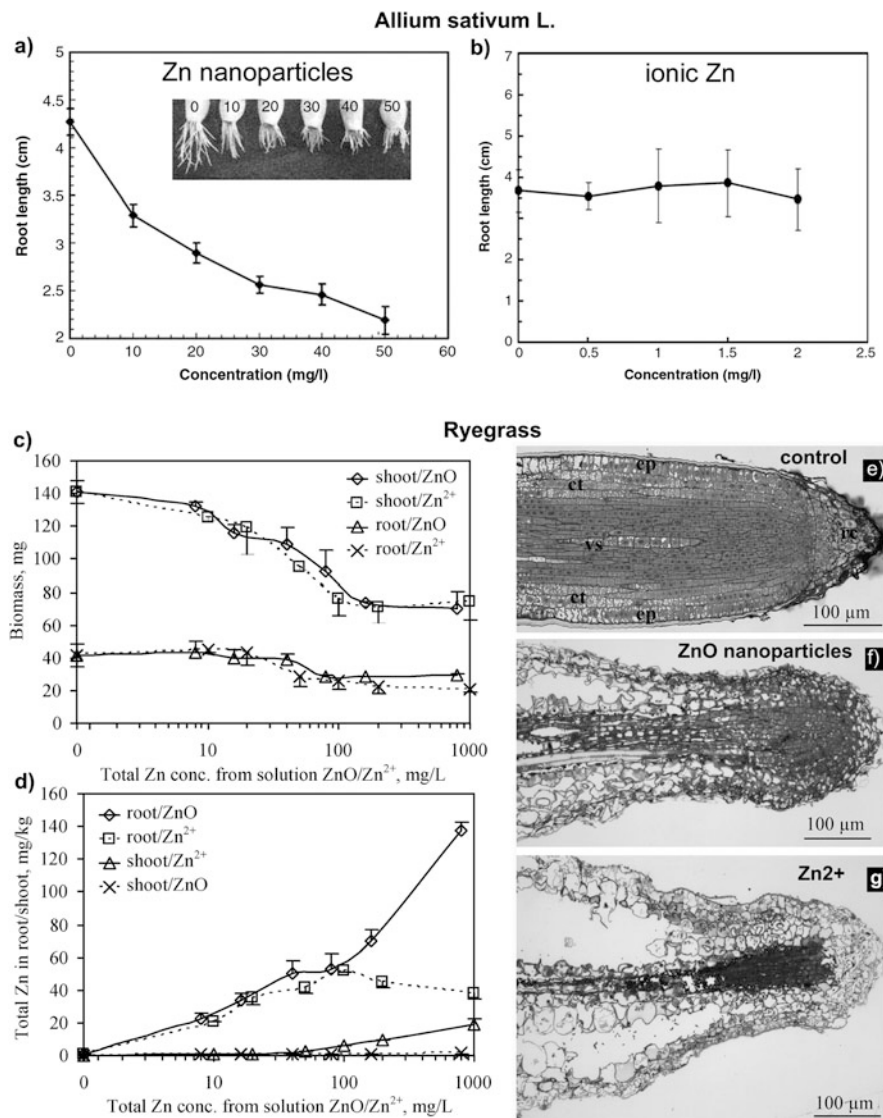 Allium sativum L.
a)
Zn nanoparticles
0 10 20 30 40 50
5
4.5
4
3.5
3
2.5
2
Root length (cm)
0 10 20 30 40 50 60
Concentration (mg/l)
b)
ionic Zn
7
6
5
4
3
2
1
0
Root length (cm)
0 0.5 1 1.5 2 2.5
Concentration (mg/l)
Ryegrass
c)
160
140
120
100
80
60
40
20
0
Biomass, mg
shoot/ZnO
shoot/Zn²⁺
root/ZnO
root/Zn²⁺
0 10 100 1000
Total Zn conc. from solution ZnO/Zn²⁺, mg/L
d)
160
140
120
100
80
60
40
20
0
Total Zn in root/shoot, mg/kg
root/ZnO
root/Zn²⁺
shoot/Zn²⁺
shoot/ZnO
0 10 100 1000
Total Zn conc. from solution ZnO/Zn²⁺, mg/L
control
e)
ep
ct
vs
rc
ct
ep
100 µm
ZnO nanoparticles
f)
100 µm
Zn2+
g
100 µm